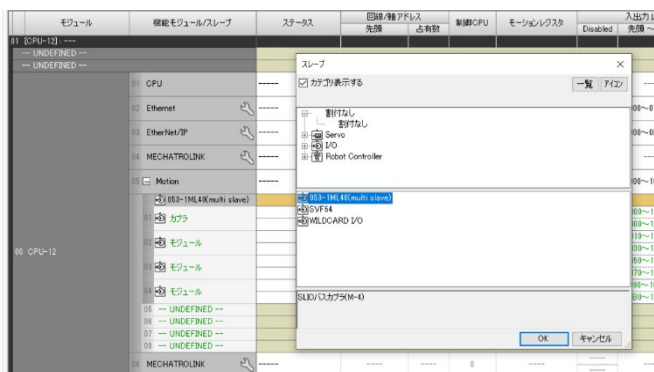 モジュール 機能モジュール/スレーブ ステータス 回線/軸アドレス 制御CPU モーションレジスタ 入出力
先頭 占有数 Disabled 先頭 ~
01 [CPU-12] : ---
-- UNDEFINED --
-- UNDEFINED --
00 CPU-12
01 CPU -----
02 Ethernet -----
03 EtherNet/IP -----
04 MECHATROLINK -----
05 Motion -----
053-1ML40(multi slave)
01 カプラ
02 モジュール
03 モジュール
04 モジュール
05 -- UNDEFINED --
06 -- UNDEFINED --
07 -- UNDEFINED --
08 -- UNDEFINED --
06 MECHATROLINK ----- ---- ---- 0 ----- ----
スレーブ
カテゴリ表示する
一覧 アイコン
割付なし
割付なし
Servo
I/O
Robot Controller
053-1ML40(multi slave)
SVF64
WILDCARD I/O
SLIOバスカプラ(M-4)
OK キャンセル